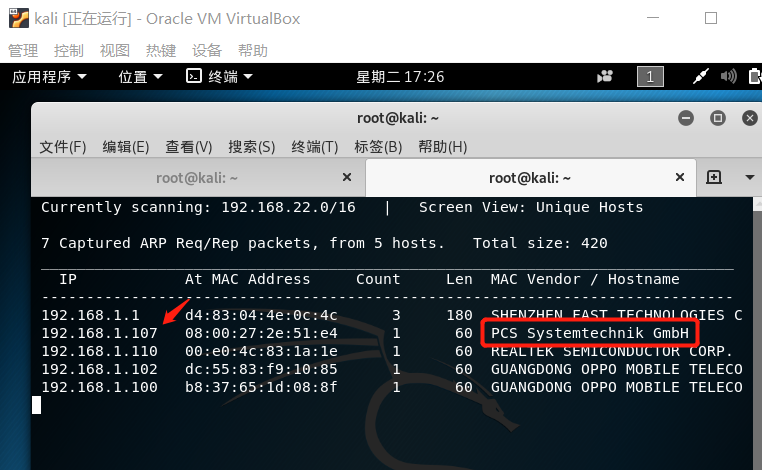 kali [正在运行] - Oracle VM VirtualBox
管理 控制 视图 热键 设备 帮助
应用程序 位置 终端 星期二 17:26 1
root@kali: ~
文件(F) 编辑(E) 查看(V) 搜索(S) 终端(T) 标签(B) 帮助(H)
root@kali: ~ root@kali: ~
Currently scanning: 192.168.22.0/16 | Screen View: Unique Hosts
7 Captured ARP Req/Rep packets, from 5 hosts. Total size: 420
_____________________________________________________________________________
IP At MAC Address Count Len MAC Vendor / Hostname
-----------------------------------------------------------------------------
192.168.1.1 d4:83:04:4e:0c:4c 3 180 SHENZHEN FAST TECHNOLOGIES C
192.168.1.107 08:00:27:2e:51:e4 1 60 PCS Systemtechnik GmbH
192.168.1.110 00:e0:4c:83:1a:1e 1 60 REALTEK SEMICONDUCTOR CORP.
192.168.1.102 dc:55:83:f9:10:85 1 60 GUANGDONG OPPO MOBILE TELECO
192.168.1.100 b8:37:65:1d:08:8f 1 60 GUANGDONG OPPO MOBILE TELECO